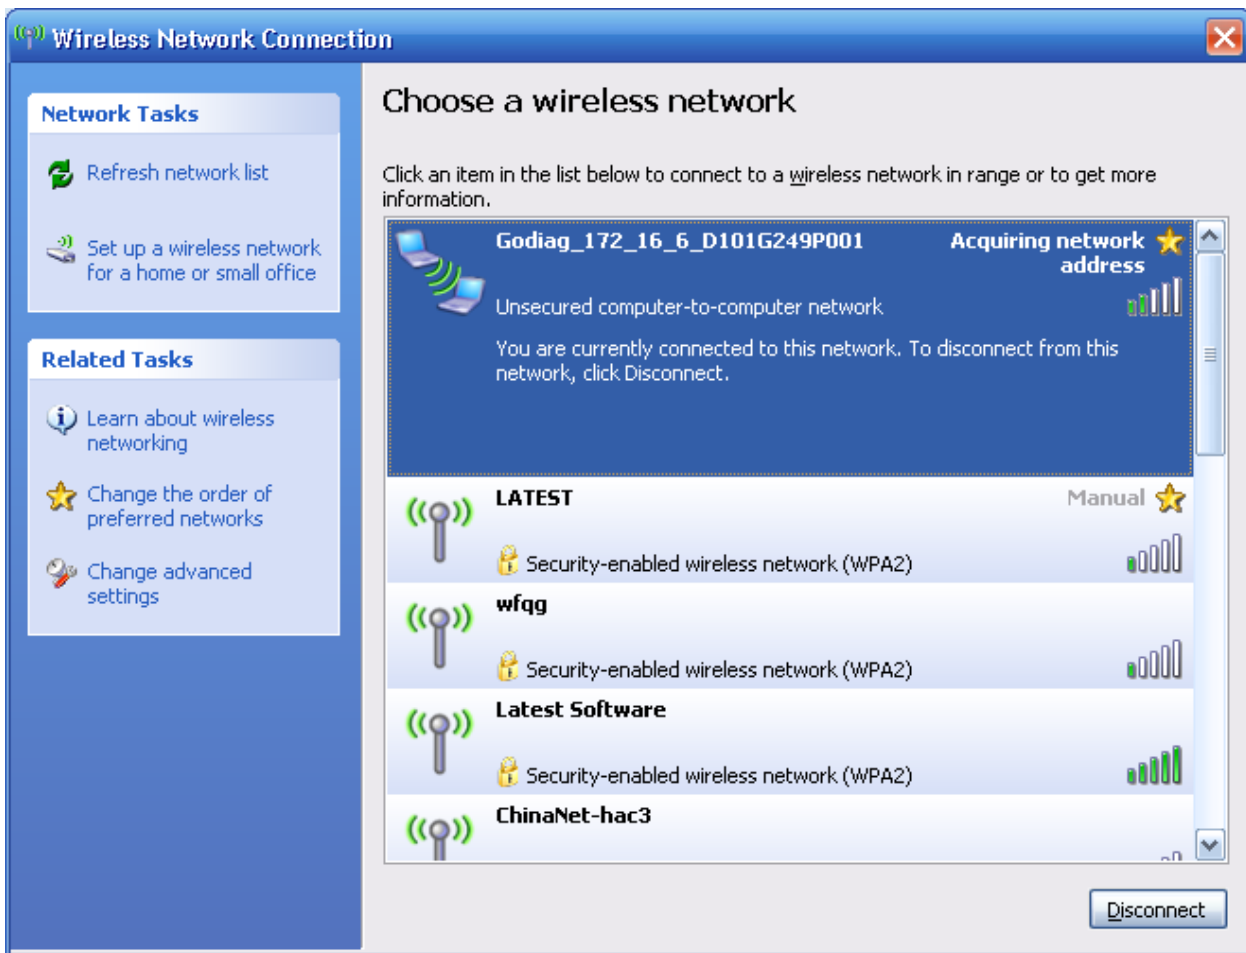 Wireless Network Connection
Network Tasks
Refresh network list
Set up a wireless network
for a home or small office
Related Tasks
Learn about wireless
networking
Change the order of
preferred networks
Change advanced
settings
Choose a wireless network
Click an item in the list below to connect to a wireless network in range or to get more
information.
Godiag_172_16_6_D101G249P001
Acquiring network
address
Unsecured computer-to-computer network
You are currently connected to this network. To disconnect from this
network, click Disconnect.
LATEST
Manual
Security-enabled wireless network (WPA2)
wfqg
Security-enabled wireless network (WPA2)
Latest Software
Security-enabled wireless network (WPA2)
ChinaNet-hac3
Disconnect